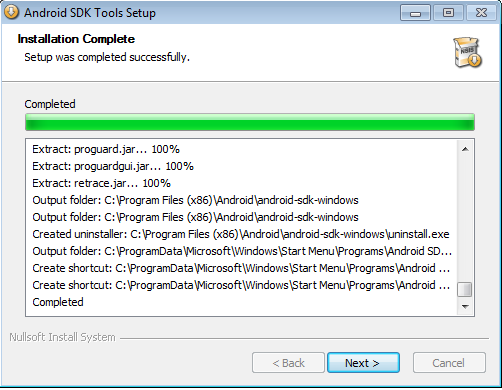 Android SDK Tools Setup
Installation Complete
Setup was completed successfully.
NSIS
Completed
Extract: proguard.jar... 100%
Extract: proguardgui.jar... 100%
Extract: retrace.jar... 100%
Output folder: C:\Program Files (x86)\Android\android-sdk-windows
Output folder: C:\Program Files (x86)\Android\android-sdk-windows
Created uninstaller: C:\Program Files (x86)\Android\android-sdk-windows\uninstall.exe
Output folder: C:\ProgramData\Microsoft\Windows\Start Menu\Programs\Android SD...
Create shortcut: C:\ProgramData\Microsoft\Windows\Start Menu\Programs\Android ...
Create shortcut: C:\ProgramData\Microsoft\Windows\Start Menu\Programs\Android ...
Completed
Nullsoft Install System
< Back
Next >
Cancel